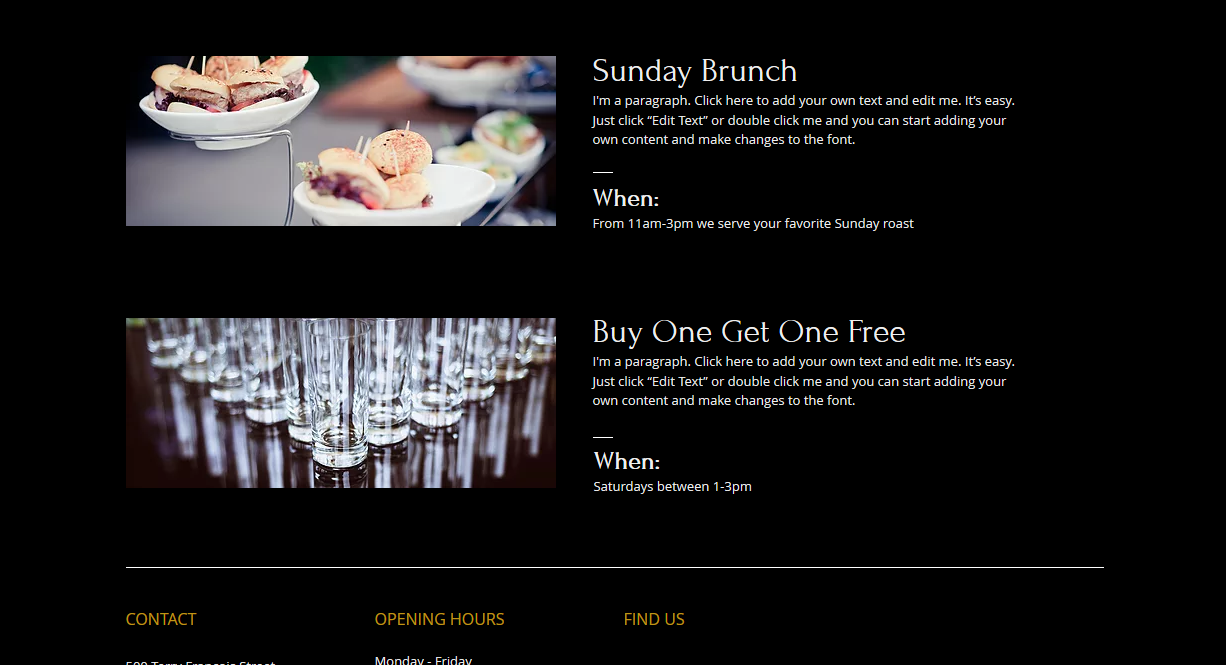 Sunday Brunch
I'm a paragraph. Click here to add your own text and edit me. It’s easy.
Just click “Edit Text” or double click me and you can start adding your
own content and make changes to the font.
When:
From 11am-3pm we serve your favorite Sunday roast
Buy One Get One Free
I'm a paragraph. Click here to add your own text and edit me. It’s easy.
Just click “Edit Text” or double click me and you can start adding your
own content and make changes to the font.
When:
Saturdays between 1-3pm
CONTACT
OPENING HOURS
FIND US
500 Terry Francois Street
Monday - Friday